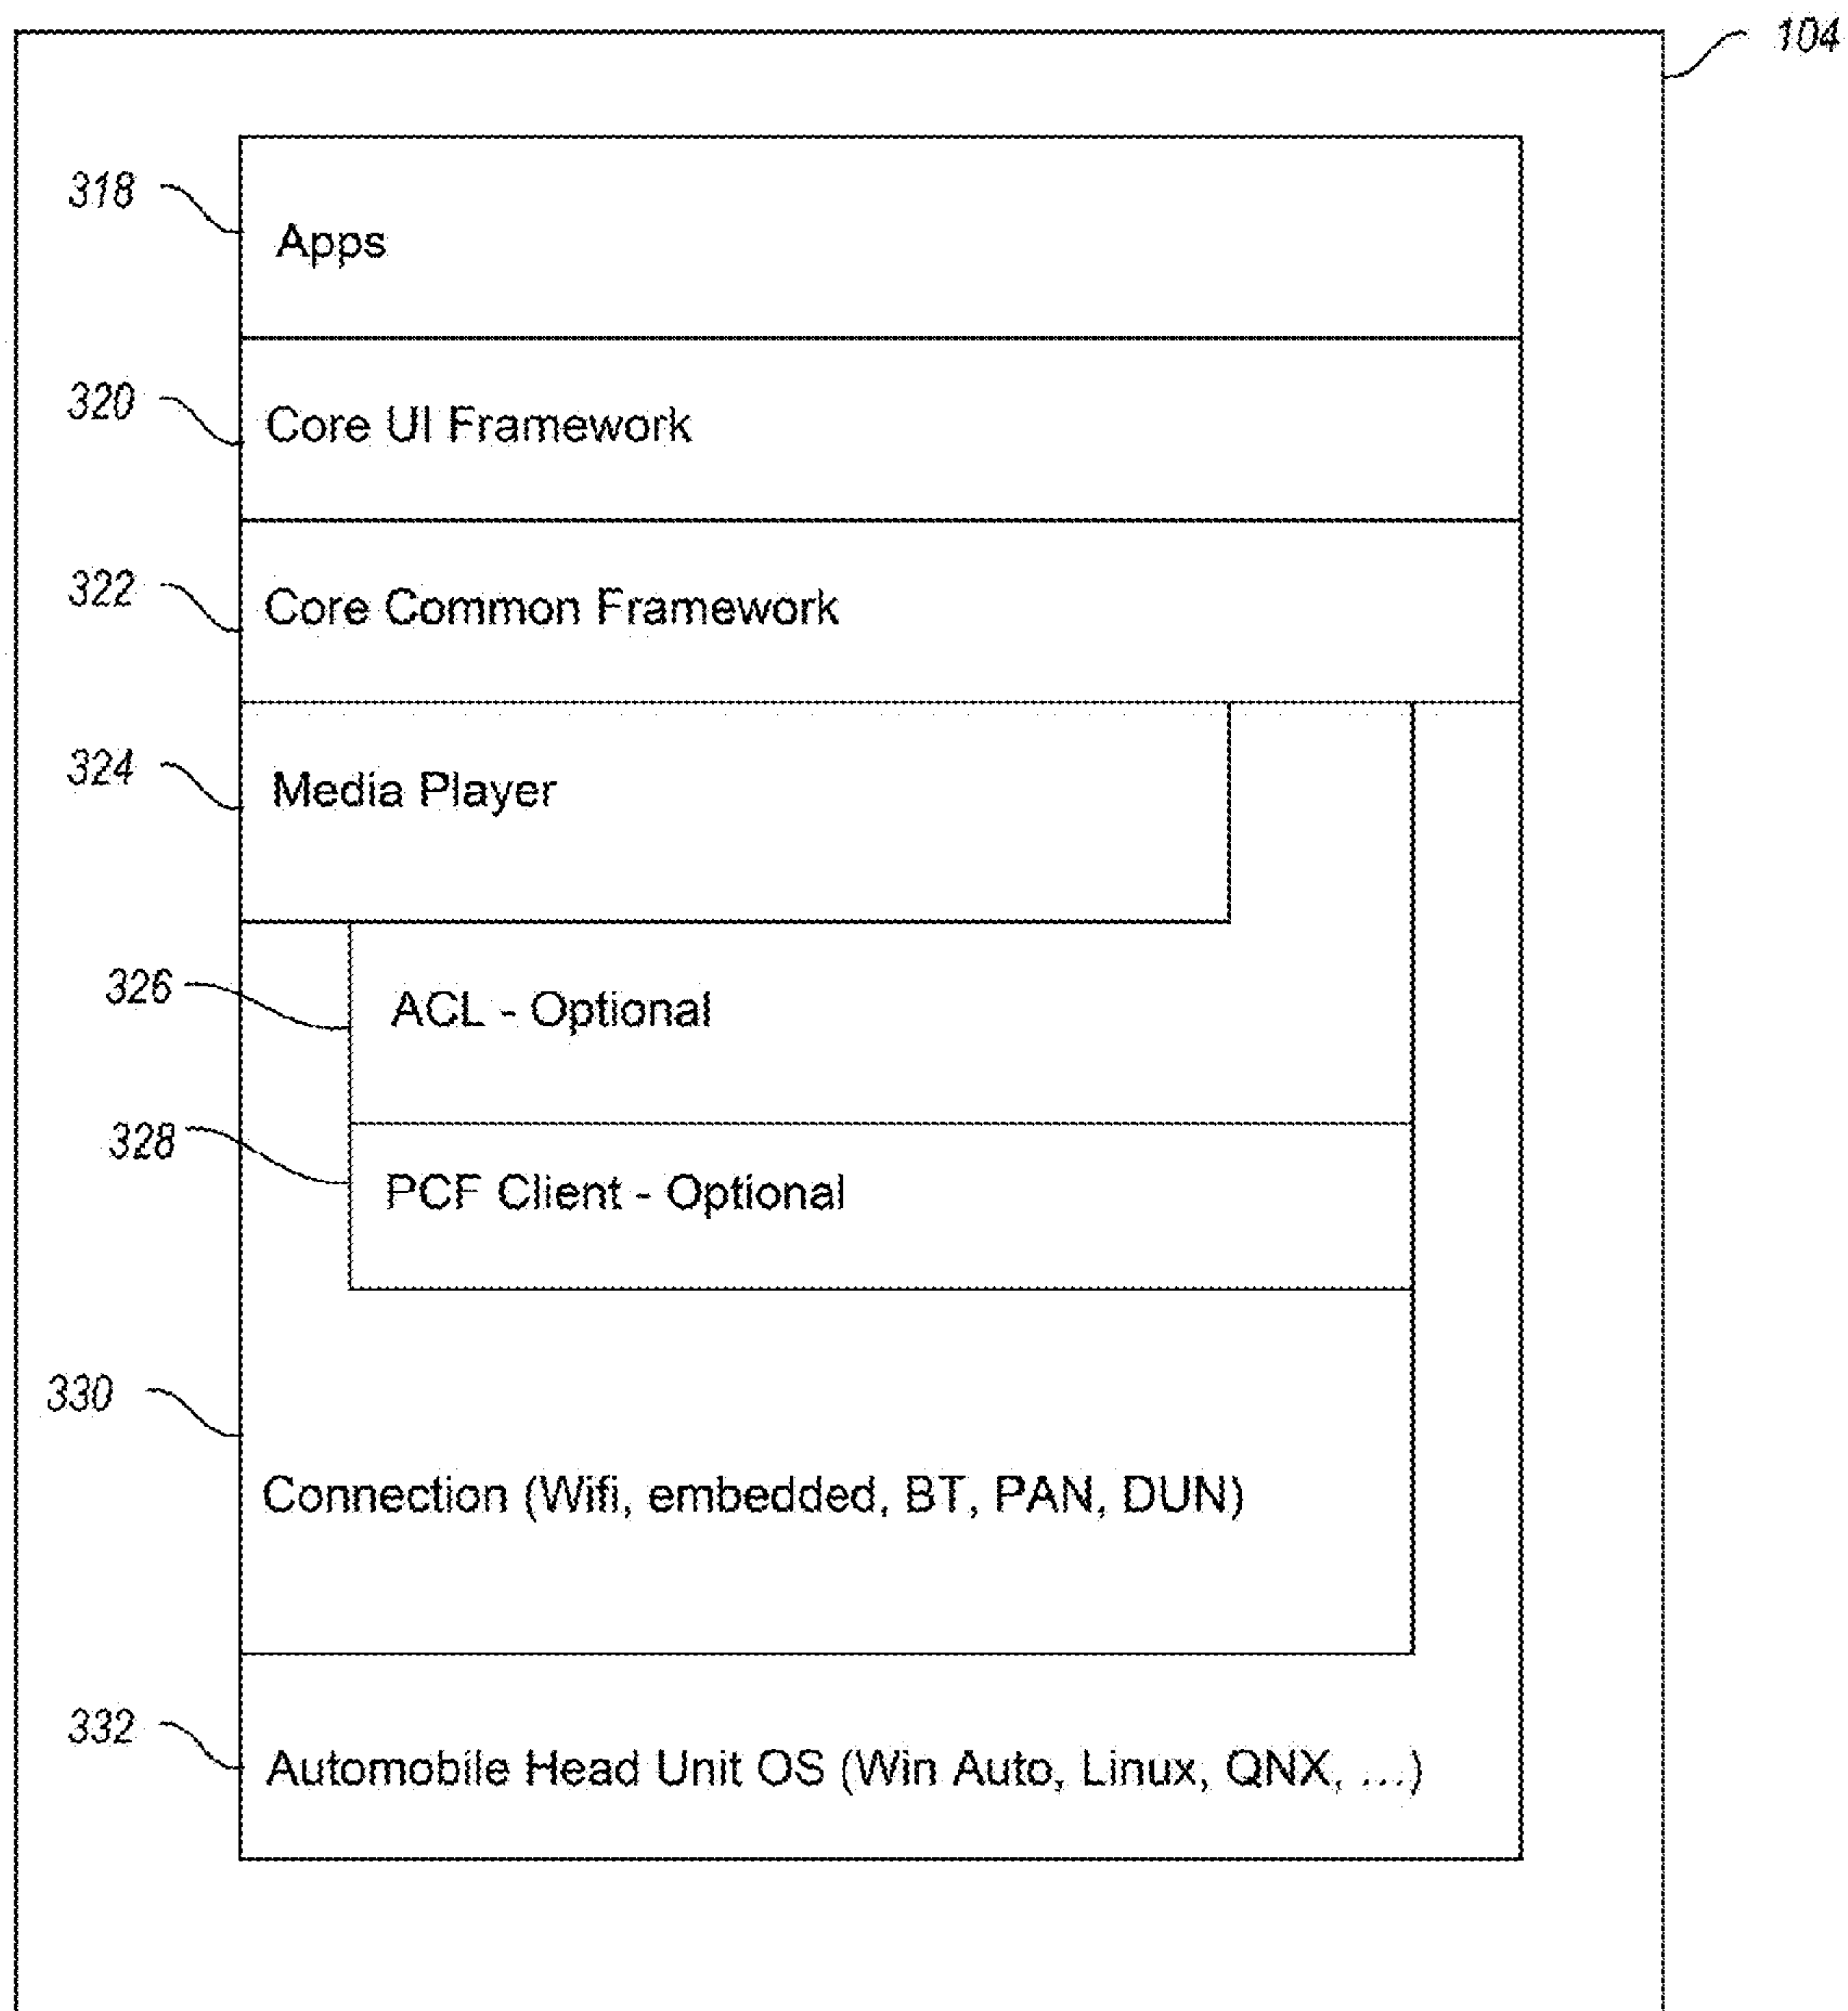 104
318
Apps
320
Core UI Framework
322
Core Common Framework
324
Media Player
326
ACL - Optional
328
PCF Client - Optional
330
Connection (Wifi, embedded, BT, PAN, DUN)
332
Automobile Head Unit OS (Win Auto, Linux, QNX, ...)